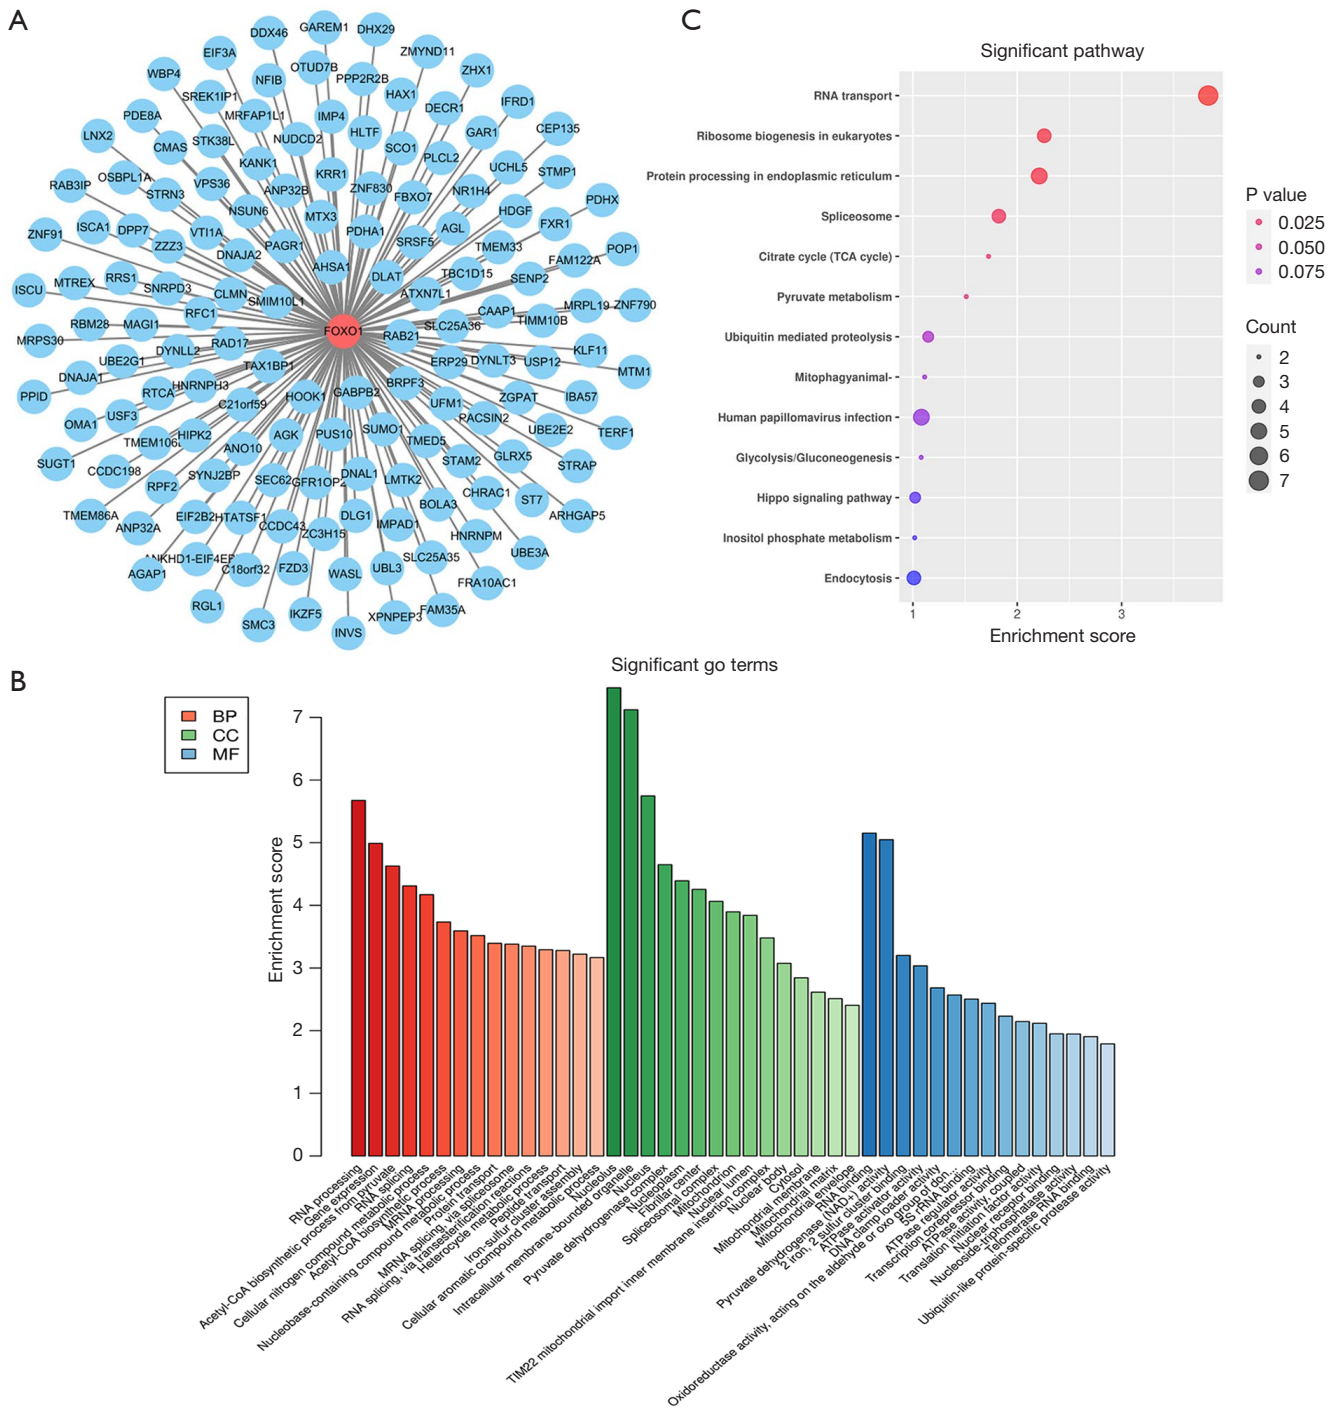 A
GAREM1
DDX46
DHX29
EIF3A
ZMYND11
OTUD7B
WBP4
ZHX1
NFIB
PPP2R2B
SREK1IP1
HAX1
IFRD1
DECR1
PDE8A
MRFAP1L1
IMP4
CEP135
LNX2
HLTF
GAR1
STK38L
NUDCD2
CMAS
SCO1
PLCL2
KANK1
UCHL5
STMP1
OSBPL1A
KRR1
RAB3IP
VPS36
ANP32B
ZNF830
STRN3
FBXO7
NR1H4
PDHX
NSUN6
MTX3
HDGF
ISCA1
DPP7
FXR1
ZNF91
VTI1A
PDHA1
AGL
ZZZ3
PAGR1
SRSF5
TMEM33
POP1
DNAJA2
FAM122A
AHSA1
DLAT
TBC1D15
SENP2
ISCU
MTREX
RRS1
SNRPD3
CLMN
SMIM10L1
ATXN7L1
MRPL19
ZNF790
RFC1
CAAP1
TIMM10B
RBM28
MAGI1
SLC25A36
FOXO1
MRPS30
RAB21
DYNLL2
RAD17
KLF11
UBE2G1
TAX1BP1
ERP29
DYNLT3
USP12
MTM1
DNAJA1
HNRNPH3
BRPF3
PPID
RTCA
HOOK1
GABPB2
ZGPAT
IBA57
C21orf59
UFM1
USF3
PACSIN2
OMA1
SUMO1
UBE2E2
TERF1
HIPK2
AGK
PUS10
TMED5
TMEM106
ANO10
GLRX5
SUGT1
STAM2
STRAP
CCDC198
SYNJ2BP
SEC62
GFR1OP2
DNAL1
LMTK2
RPF2
CHRAC1
ST7
BOLA3
TMEM86A
EIF2B2
HTATSF1
DLG1
ARHGAP5
ANP32A
CCDC43
IMPAD1
ZC3H15
HNRNPM
UBE3A
C18orf32
SLC25A35
AGAP1
FZD3
WASL
UBL3
FRA10AC1
RGL1
IKZF5
FAM35A
SMC3
XPNPEP3
INVS
C
Significant pathway
RNA transport
Ribosome biogenesis in eukaryotes
Protein processing in endoplasmic reticulum
Spliceosome
Citrate cycle (TCA cycle)
Pyruvate metabolism
Ubiquitin mediated proteolysis
Mitophagyanimal-
Human papillomavirus infection
Glycolysis/Gluconeogenesis
Hippo signaling pathway
Inositol phosphate metabolism
Endocytosis
1 2 3
Enrichment score
P value
0.025
0.050
0.075
Count
2
3
4
5
6
7
B
Significant go terms
BP
CC
MF
Enrichment score
7
6
5
4
3
2
1
0
RNA processing
Gene expression
Acetyl-CoA biosynthetic process from pyruvate
RNA splicing
Cellular nitrogen compound metabolic process
Acetyl-CoA biosynthetic process
MRNA processing
Nucleobase-containing compound metabolic process
Protein transport
MRNA splicing, via spliceosome
RNA splicing, via transesterification reactions
Heterocycle metabolic process
Peptide transport
Iron-sulfur cluster assembly
Cellular aromatic compound metabolic process
Nucleolus
Intracellular membrane-bounded organelle
Nucleus
Pyruvate dehydrogenase complex
Nucleoplasm
Fibrillar center
Spliceosomal complex
Mitochondrion
Nuclear lumen
TIM22 mitochondrial import inner membrane insertion complex
Nuclear body
Cytosol
Mitochondrial membrane
Mitochondrial matrix
Mitochondrial envelope
RNA binding
Pyruvate dehydrogenase (NAD+) activity
2 iron, 2 sulfur cluster binding
ATPase activator activity
DNA clamp loader activity
Oxidoreductase activity, acting on the aldehyde or oxo group of don....
5S rRNA binding
ATPase regulator activity
Transcription corepressor binding
ATPase activity, coupled
Translation initiation factor activity
Nuclear receptor binding
Nucleoside-triphosphatase activity
Telomerase RNA binding
Ubiquitin-like protein-specific protease activity